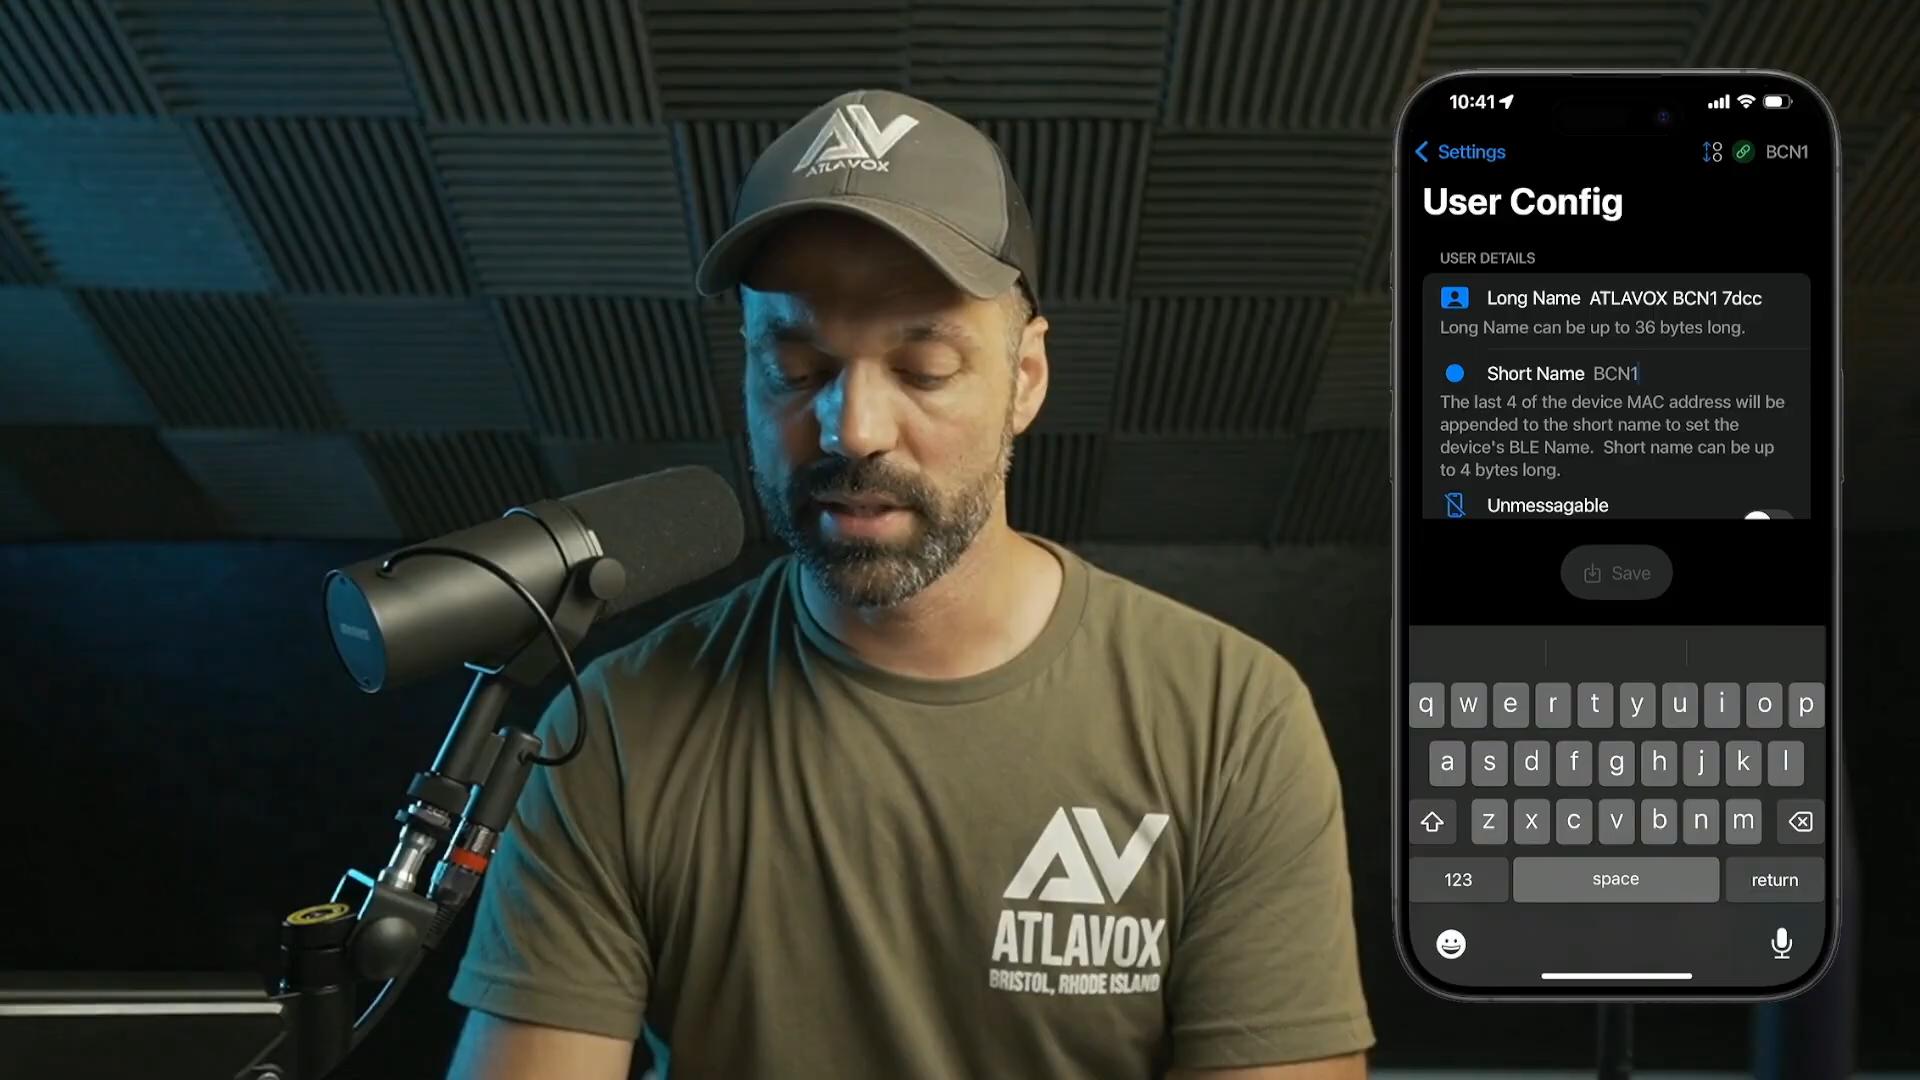 ATLAVOX
ATLAVOX
BRISTOL, RHODE ISLAND
10:41
Settings
BCN1
User Config
USER DETAILS
Long Name ATLAVOX BCN1 7dcc
Long Name can be up to 36 bytes long.
Short Name BCN1
The last 4 of the device MAC address will be
appended to the short name to set the
device's BLE Name. Short name can be up
to 4 bytes long.
Unmessagable
Save
q w e r t y u i o p
a s d f g h j k l
z x c v b n m
123 space return